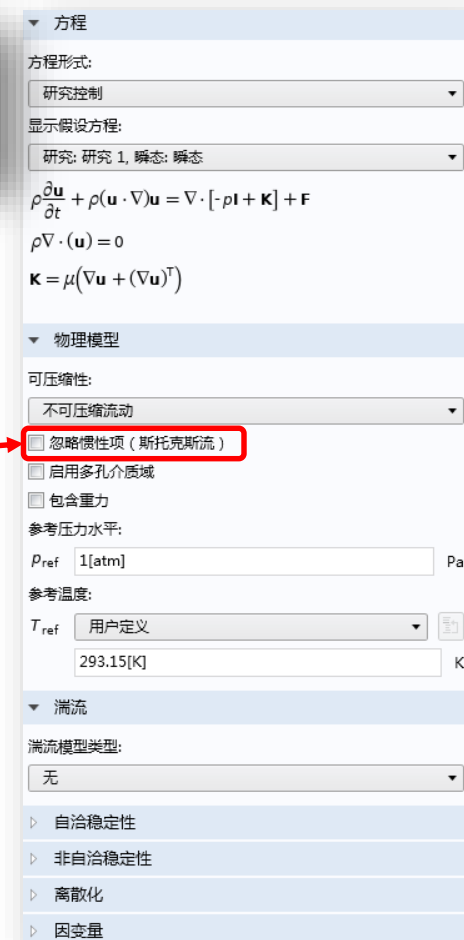 方程
方程形式:
研究控制
显示假设方程:
研究: 研究 1, 瞬态: 瞬态
ρ∂u/∂t + ρ(u · ∇)u = ∇ · [-pI + K] + F
ρ∇ · (u) = 0
K = μ(∇u + (∇u)ᵀ)
物理模型
可压缩性:
不可压缩流动
忽略惯性项 ( 斯托克斯流 )
启用多孔介质域
包含重力
参考压力水平:
pref 1[atm] Pa
参考温度:
Tref 用户定义
293.15[K] K
湍流
湍流模型类型:
无
自洽稳定性
非自洽稳定性
离散化
因变量